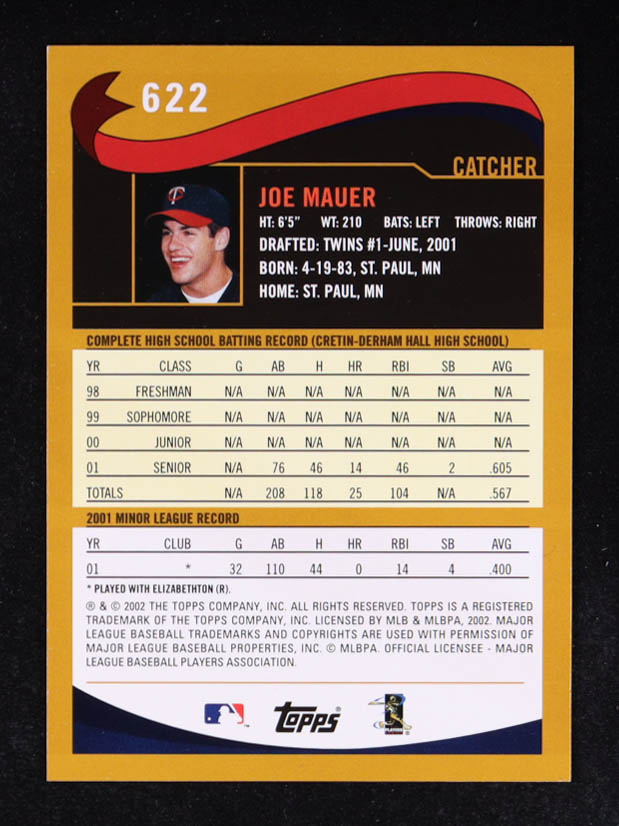 622
CATCHER
JOE MAUER
HT: 6'5" WT: 210 BATS: LEFT THROWS: RIGHT
DRAFTED: TWINS #1-JUNE, 2001
BORN: 4-19-83, ST. PAUL, MN
HOME: ST. PAUL, MN
COMPLETE HIGH SCHOOL BATTING RECORD (CRETIN-DERHAM HALL HIGH SCHOOL)
YR CLASS G AB H HR RBI SB AVG
98 FRESHMAN N/A N/A N/A N/A N/A N/A N/A
99 SOPHOMORE N/A N/A N/A N/A N/A N/A N/A
00 JUNIOR N/A N/A N/A N/A N/A N/A N/A
01 SENIOR N/A 76 46 14 46 2 .605
TOTALS N/A 208 118 25 104 N/A .567
2001 MINOR LEAGUE RECORD
YR CLUB G AB H HR RBI SB AVG
01 * 32 110 44 0 14 4 .400
* PLAYED WITH ELIZABETHTON (R).
® & © 2002 THE TOPPS COMPANY, INC. ALL RIGHTS RESERVED. TOPPS IS A REGISTERED
TRADEMARK OF THE TOPPS COMPANY, INC. LICENSED BY MLB & MLBPA, 2002. MAJOR
LEAGUE BASEBALL TRADEMARKS AND COPYRIGHTS ARE USED WITH PERMISSION OF
MAJOR LEAGUE BASEBALL PROPERTIES, INC. © MLBPA. OFFICIAL LICENSEE - MAJOR
LEAGUE BASEBALL PLAYERS ASSOCIATION.
TOPPS ®